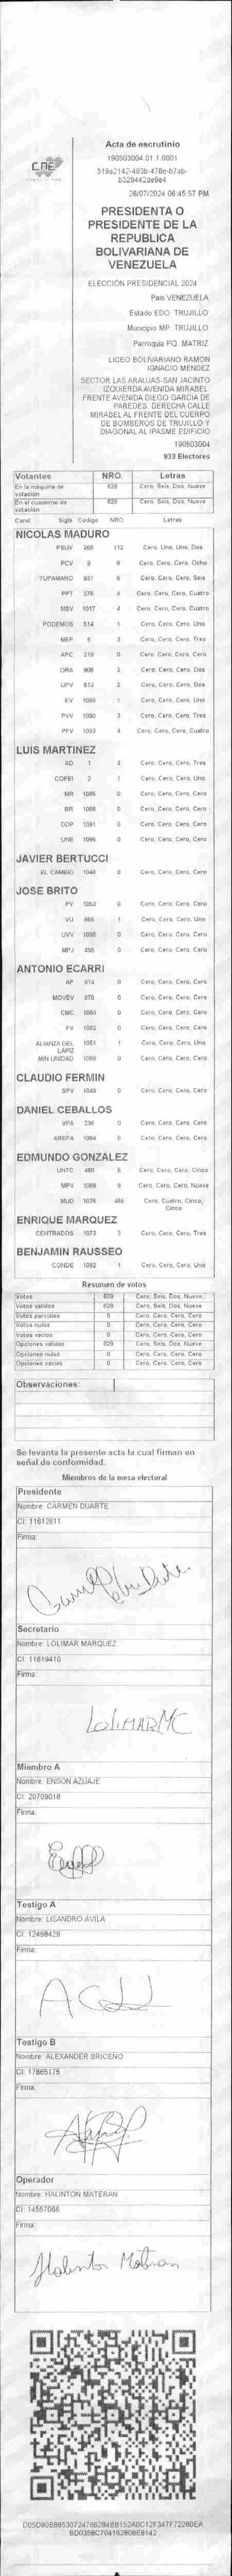 CNE
Acta de escrutinio
190503004.01.1.0001
26/07/2024 06:45:57 PM
PRESIDENTA O
PRESIDENTE DE LA
REPUBLICA
BOLIVARIANA DE
VENEZUELA
ELECCIÓN PRESIDENCIAL 2024
País VENEZUELA
Estado EDO. TRUJILLO
Municipio MP. TRUJILLO
Parroquia PQ. MATRIZ
LICEO BOLIVARIANO RAMON
IGNACIO MENDEZ
SECTOR LAS ARAUJAS-SAN JACINTO
IZQUIERDA AVENIDA MIRABEL
FRENTE AVENIDA DIEGO GARCIA DE
PAREDES. DERECHA CALLE
MIRABEL AL FRENTE DEL CUERPO
DE BOMBEROS DE TRUJILLO Y
DIAGONAL AL IPASME EDIFICIO
190503004
933 Electores
Votantes NRO. Letras
En la máquina de votación 629 Cero, Seis, Dos, Nueve
En el cuaderno de votación 629 Cero, Seis, Dos, Nueve
Cand. Sigla Código NRO Letras
NICOLAS MADURO
PSUV 260 112 Cero, Uno, Uno, Dos
PCV 9 8 Cero, Cero, Cero, Ocho
TUPAMARO 931 6 Cero, Cero, Cero, Seis
PPT 276 4 Cero, Cero, Cero, Cuatro
MSV 1017 4 Cero, Cero, Cero, Cuatro
PODEMOS 514 1 Cero, Cero, Cero, Uno
MEP 6 3 Cero, Cero, Cero, Tres
APC 219 0 Cero, Cero, Cero, Cero
ORA 906 2 Cero, Cero, Cero, Dos
UPV 513 2 Cero, Cero, Cero, Dos
EV 1089 1 Cero, Cero, Cero, Uno
PVV 1090 3 Cero, Cero, Cero, Tres
PFV 1093 4 Cero, Cero, Cero, Cuatro
LUIS MARTINEZ
AD 1 3 Cero, Cero, Cero, Tres
COPEI 2 1 Cero, Cero, Cero, Uno
MR 1085 0 Cero, Cero, Cero, Cero
BR 1068 0 Cero, Cero, Cero, Cero
DDP 1091 0 Cero, Cero, Cero, Cero
UNE 1095 0 Cero, Cero, Cero, Cero
JAVIER BERTUCCI
EL CAMBIO 1048 0 Cero, Cero, Cero, Cero
JOSE BRITO
PV 1053 0 Cero, Cero, Cero, Cero
VU 868 1 Cero, Cero, Cero, Uno
UVV 1096 0 Cero, Cero, Cero, Cero
MPJ 450 0 Cero, Cero, Cero, Cero
ANTONIO ECARRI
AP 814 0 Cero, Cero, Cero, Cero
MOVEV 378 0 Cero, Cero, Cero, Cero
CMC 1050 0 Cero, Cero, Cero, Cero
FV 1062 0 Cero, Cero, Cero, Cero
ALIANZA DEL LAPIZ 1051 1 Cero, Cero, Cero, Uno
MIN UNIDAD 1059 0 Cero, Cero, Cero, Cero
CLAUDIO FERMIN
SPV 1049 0 Cero, Cero, Cero, Cero
DANIEL CEBALLOS
VPA 236 0 Cero, Cero, Cero, Cero
AREPA 1094 0 Cero, Cero, Cero, Cero
EDMUNDO GONZALEZ
UNTC 400 5 Cero, Cero, Cero, Cinco
MPV 1069 9 Cero, Cero, Cero, Nueve
MUD 1076 455 Cero, Cuatro, Cinco, Cinco
ENRIQUE MARQUEZ
CENTRADOS 1073 3 Cero, Cero, Cero, Tres
BENJAMIN RAUSSEO
CONDE 1092 1 Cero, Cero, Cero, Uno
Resumen de votos
Votos 629 Cero, Seis, Dos, Nueve
Votos validos 629 Cero, Seis, Dos, Nueve
Votos parciales 0 Cero, Cero, Cero, Cero
Votos nulos 0 Cero, Cero, Cero, Cero
Votos vacios 0 Cero, Cero, Cero, Cero
Opciones validas 629 Cero, Seis, Dos, Nueve
Opciones nulas 0 Cero, Cero, Cero, Cero
Opciones vacias 0 Cero, Cero, Cero, Cero
Observaciones:
Se levanta la presente acta la cual firman en
señal de conformidad.
Miembros de la mesa electoral
Presidente
Nombre: CARMEN DUARTE
CI: 11612611
Firma:
Secretario
Nombre: LOLIMAR MARQUEZ
CI: 11619410
Firma:
LoLIMARMC
Miembro A
Nombre: ENSON AZUAJE
CI: 20709018
Firma:
Testigo A
Nombre: LISANDRO AVILA
CI: 12498429
Firma:
Testigo B
Nombre: ALEXANDER BRICEÑO
CI: 17865175
Firma:
Operador
Nombre: HALINTON MATERAN
CI: 14557066
Firma:
Halinton Materan